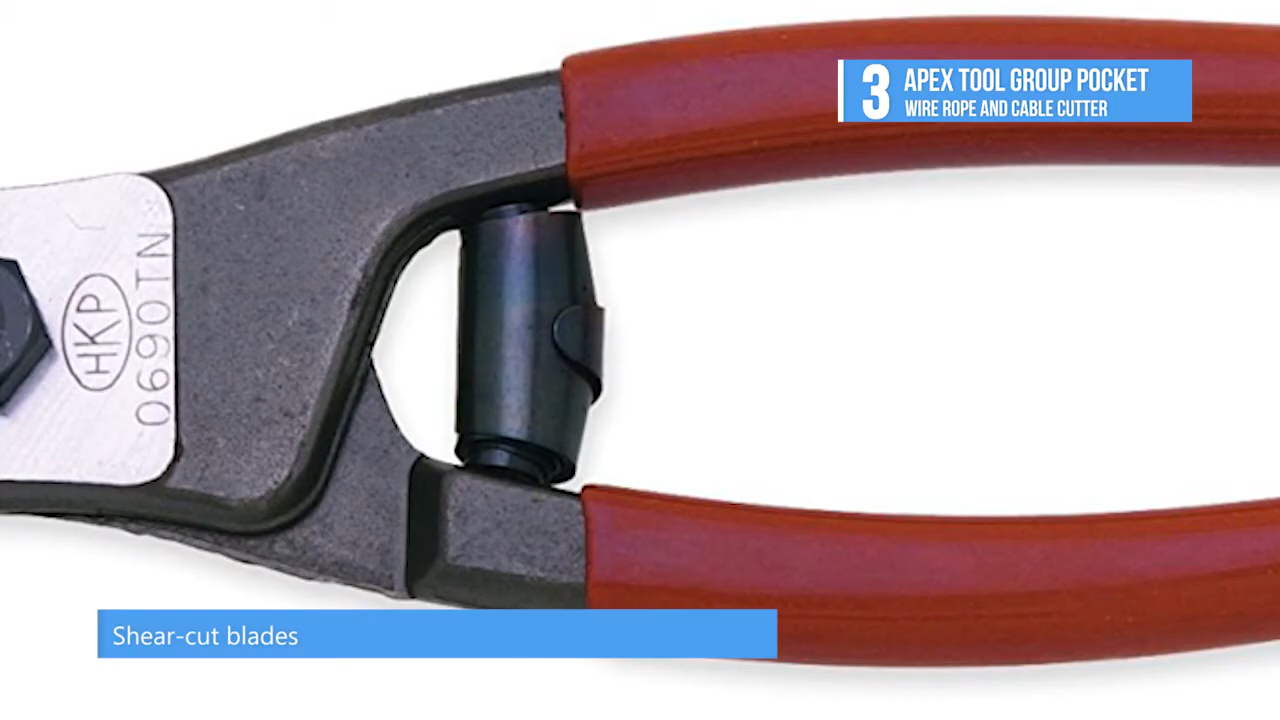 3 APEX TOOL GROUP POCKET
WIRE ROPE AND CABLE CUTTER
HKP
0690TN
Shear-cut blades